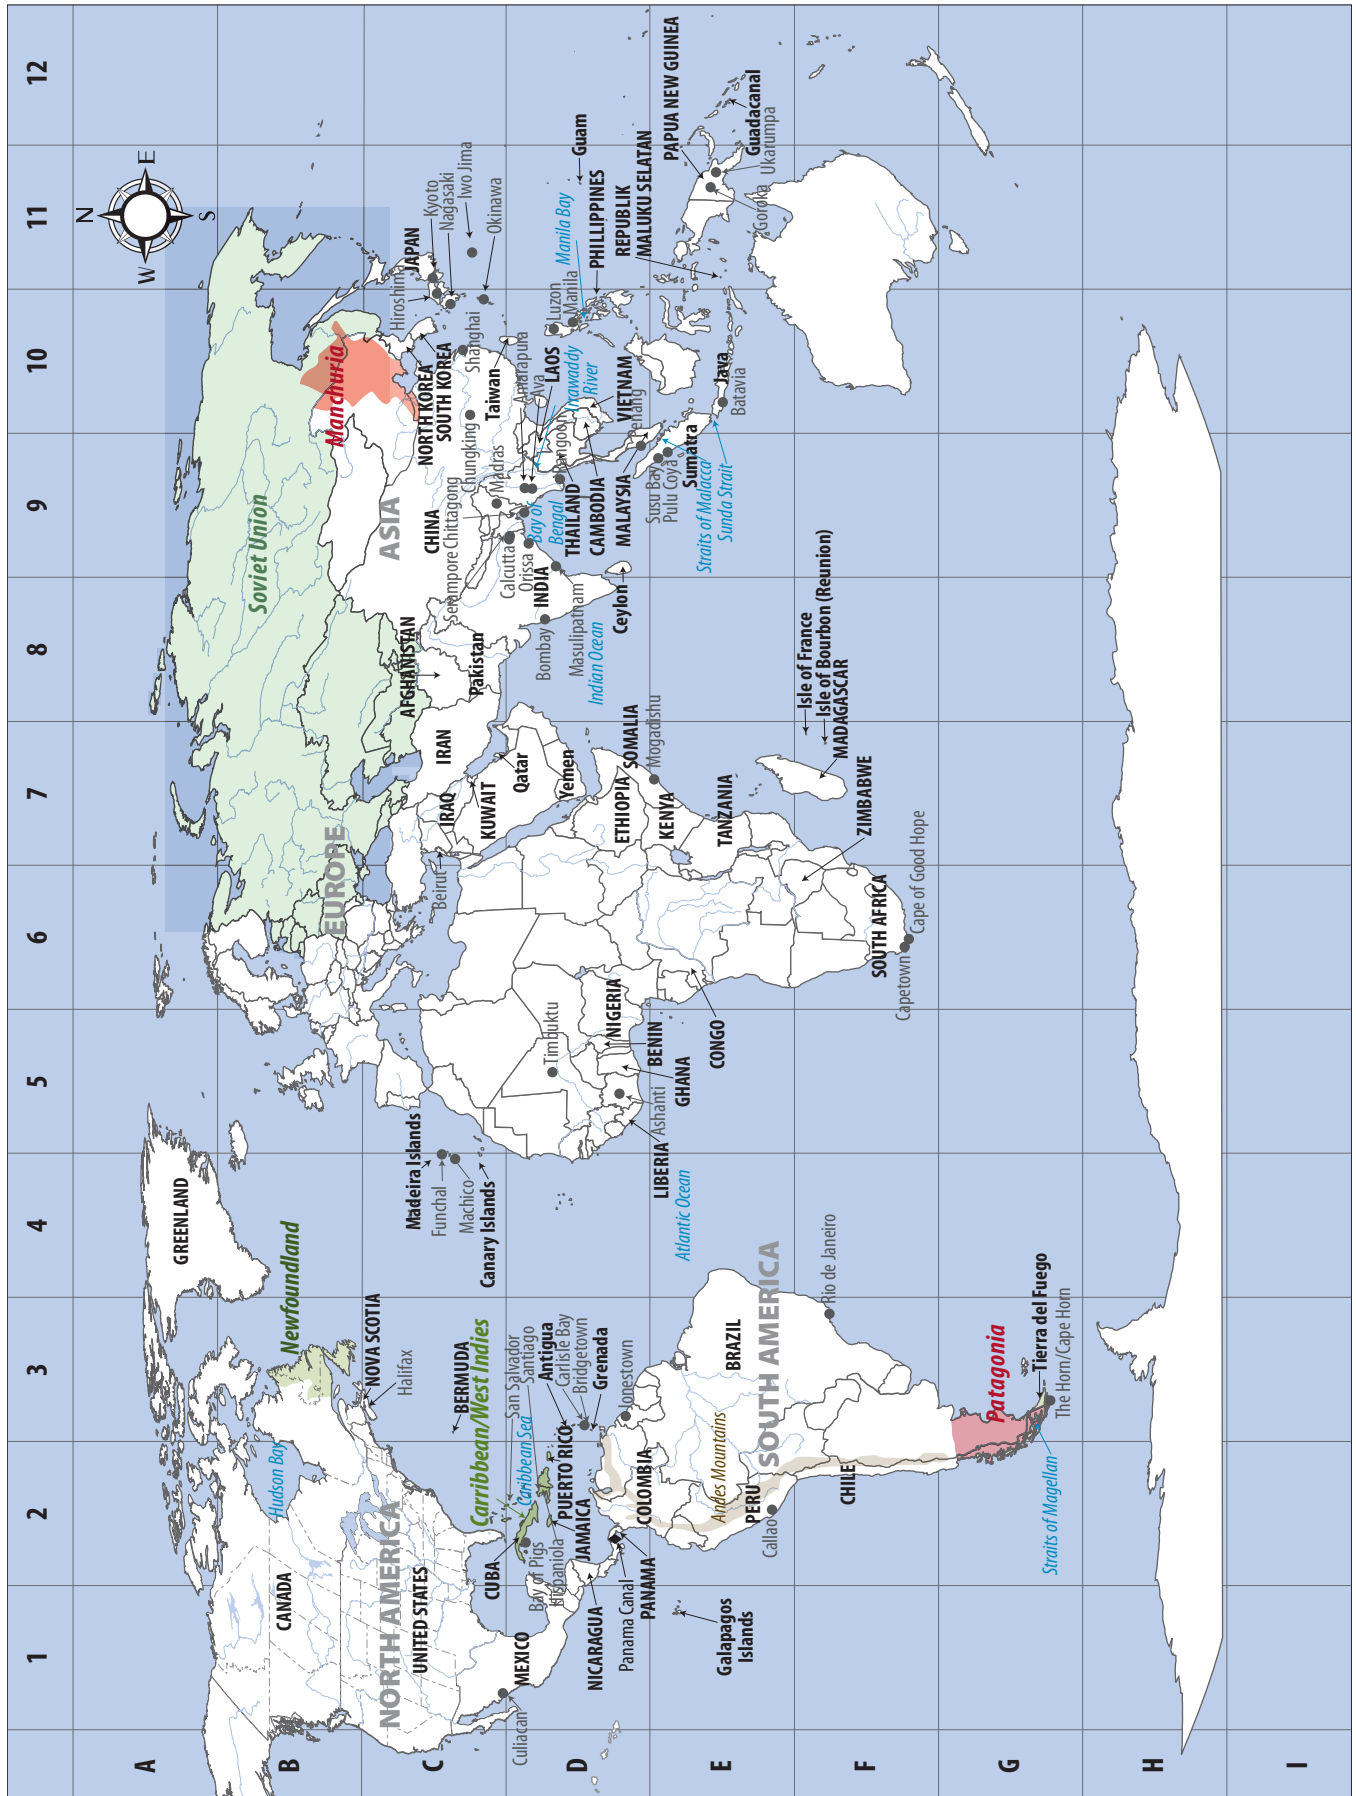 1
2
3
4
5
6
7
8
9
10
11
12
A
B
C
D
E
F
G
H
I
N
E
S
W
GREENLAND
CANADA
Hudson Bay
Newfoundland
NORTH AMERICA
NOVA SCOTIA
Halifax
UNITED STATES
BERMUDA
Carribbean/West Indies
San Salvador
Santiago
Caribbean Sea
CUBA
Bay of Pigs
Hispaniola
MEXICO
Culiacan
Antigua
Carlisle Bay
Bridgetown
Grenada
PUERTO RICO
JAMAICA
NICARAGUA
Panama Canal
PANAMA
Jonestown
COLOMBIA
Galapagos
Islands
BRAZIL
Andes Mountains
PERU
SOUTH AMERICA
Callao
Rio de Janeiro
CHILE
Patagonia
Tierra del Fuego
The Horn/Cape Horn
Straits of Magellan
Madeira Islands
Funchal
Machico
Canary Islands
Atlantic Ocean
EUROPE
Soviet Union
Beirut
IRAQ
IRAN
KUWAIT
Qatar
Yemen
Timbuktu
NIGERIA
BENIN
GHANA
Ashanti
LIBERIA
CONGO
ETHIOPIA
SOMALIA
Mogadishu
KENYA
TANZANIA
ZIMBABWE
SOUTH AFRICA
Capetown
Cape of Good Hope
Isle of France
Isle of Bourbon (Reunion)
MADAGASCAR
AFGHANISTAN
Pakistan
ASIA
CHINA
Manchuria
NORTH KOREA
SOUTH KOREA
JAPAN
Hiroshima
Kyoto
Nagasaki
Iwo Jima
Okinawa
Shanghai
Chungking
Taiwan
Serampore
Chittagong
Madras
Calcutta
Orissa
INDIA
Bombay
Masulipatnam
Indian Ocean
Ceylon
Bay of
Bengal
Amarapura
Ava
LAOS
Irrawaddy
River
Rangoon
THAILAND
CAMBODIA
VIETNAM
MALAYSIA
Penang
Susu Bay
Pulu Coya
Sumatra
Straits of Malacca
Sunda Strait
Java
Batavia
Luzon
Manila
Manila Bay
PHILLIPPINES
Guam
REPUBLIK
MALUKU SELATAN
PAPUA NEW GUINEA
Guadacanal
Ukarumpa
Goroka